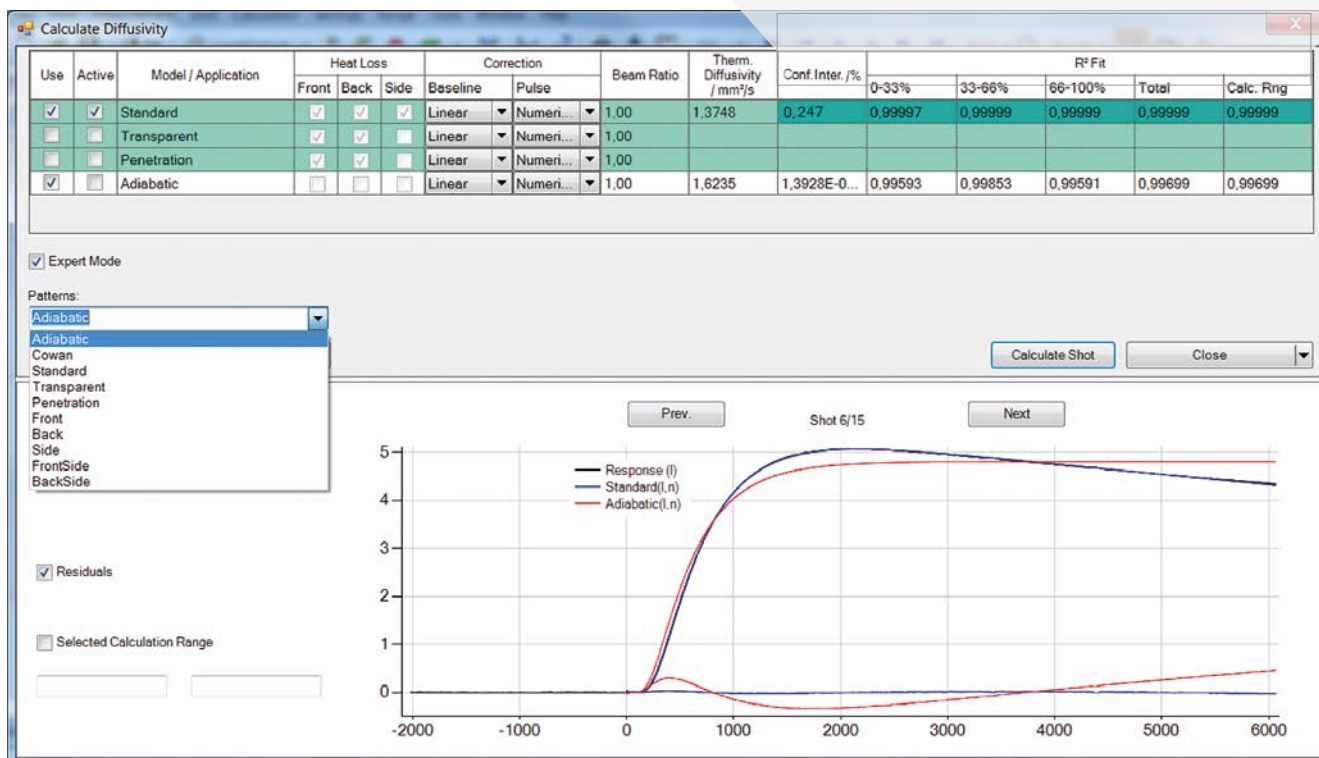 Calculate Diffusivity
Use Active Model / Application Heat Loss Correction Beam Ratio Therm. Diffusivity / mm²/s Conf.Inter. /% R² Fit
Front Back Side Baseline Pulse 0-33% 33-66% 66-100% Total Calc. Rng
Standard Linear Numeri... 1,00 1,3748 0,247 0,99997 0,99999 0,99999 0,99999 0,99999
Transparent Linear Numeri... 1,00
Penetration Linear Numeri... 1,00
Adiabatic Linear Numeri... 1,00 1,6235 1,3928E-0... 0,99593 0,99853 0,99591 0,99699 0,99699
Expert Mode
Patterns:
Adiabatic
Adiabatic
Cowan
Standard
Transparent
Penetration
Front
Back
Side
FrontSide
BackSide
Calculate Shot Close
Prev. Shot 6/15 Next
Response (l)
Standard(l,n)
Adiabatic(l,n)
5
4
3
2
1
0
-2000 -1000 0 1000 2000 3000 4000 5000 6000
Residuals
Selected Calculation Range